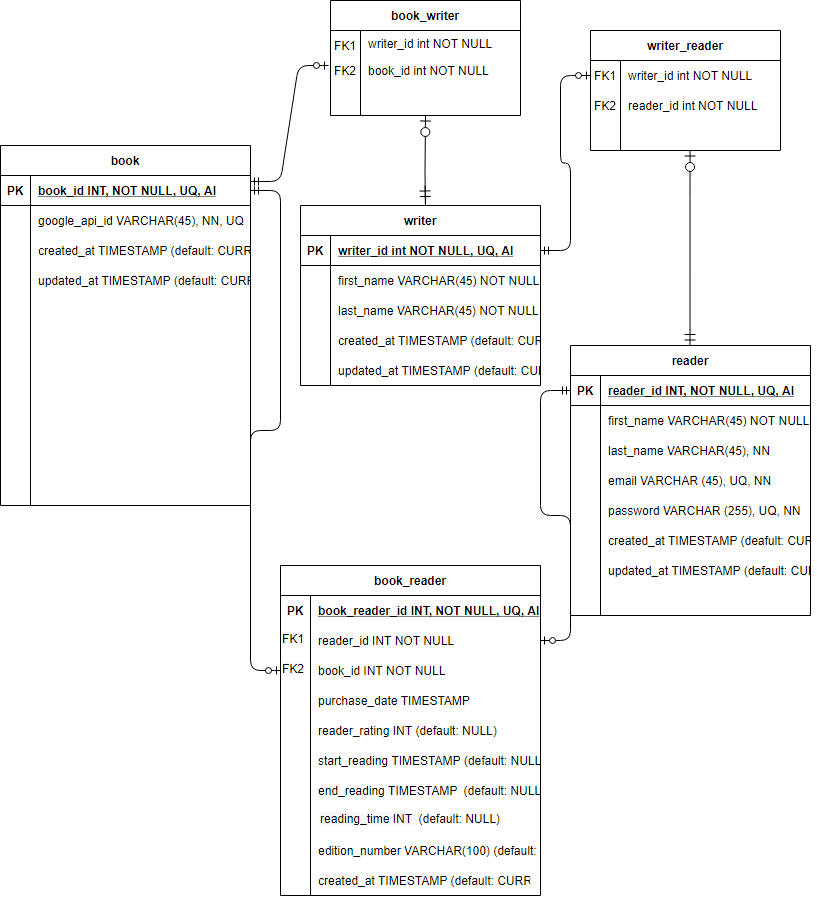 book_writer
FK1 writer_id int NOT NULL
FK2 book_id int NOT NULL
writer_reader
FK1 writer_id int NOT NULL
FK2 reader_id int NOT NULL
book
PK book_id INT, NOT NULL, UQ, AI
google_api_id VARCHAR(45), NN, UQ
created_at TIMESTAMP (default: CURR
updated_at TIMESTAMP (default: CURR
writer
PK writer_id int NOT NULL, UQ, AI
first_name VARCHAR(45) NOT NULL
last_name VARCHAR(45) NOT NULL
created_at TIMESTAMP (default: CUR
updated_at TIMESTAMP (default: CU
reader
PK reader_id INT, NOT NULL, UQ, AI
first_name VARCHAR(45) NOT NULL
last_name VARCHAR(45), NN
email VARCHAR (45), UQ, NN
password VARCHAR (255), UQ, NN
created_at TIMESTAMP (deafult: CUR
updated_at TIMESTAMP (default: CU
book_reader
PK book_reader_id INT, NOT NULL, UQ, AI
FK1 reader_id INT NOT NULL
FK2 book_id INT NOT NULL
purchase_date TIMESTAMP
reader_rating INT (default: NULL)
start_reading TIMESTAMP (default: NULL
end_reading TIMESTAMP (default: NULL
reading_time INT (default: NULL)
edition_number VARCHAR(100) (default:
created_at TIMESTAMP (default: CURR